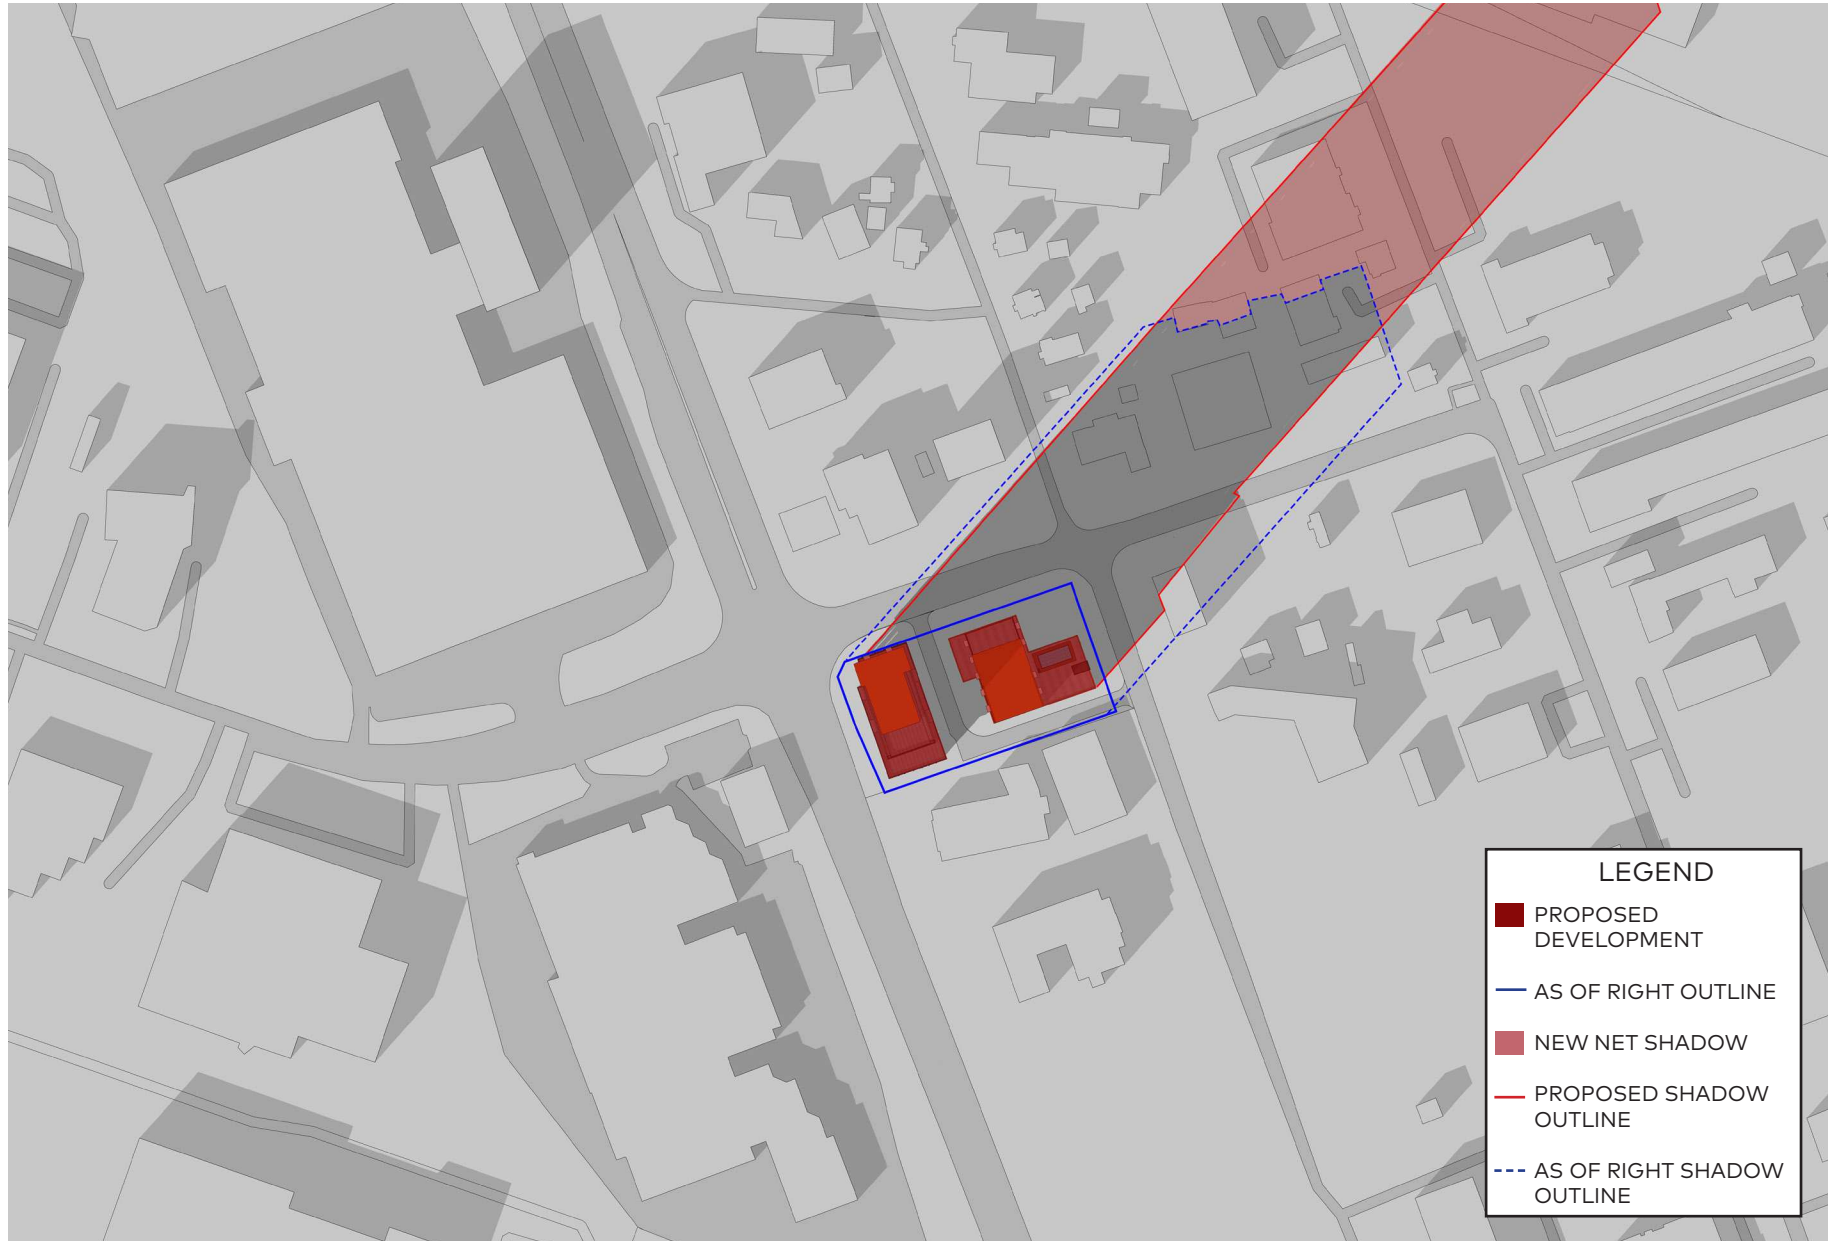 LEGEND
PROPOSED
DEVELOPMENT
AS OF RIGHT OUTLINE
NEW NET SHADOW
PROPOSED SHADOW
OUTLINE
AS OF RIGHT SHADOW
OUTLINE